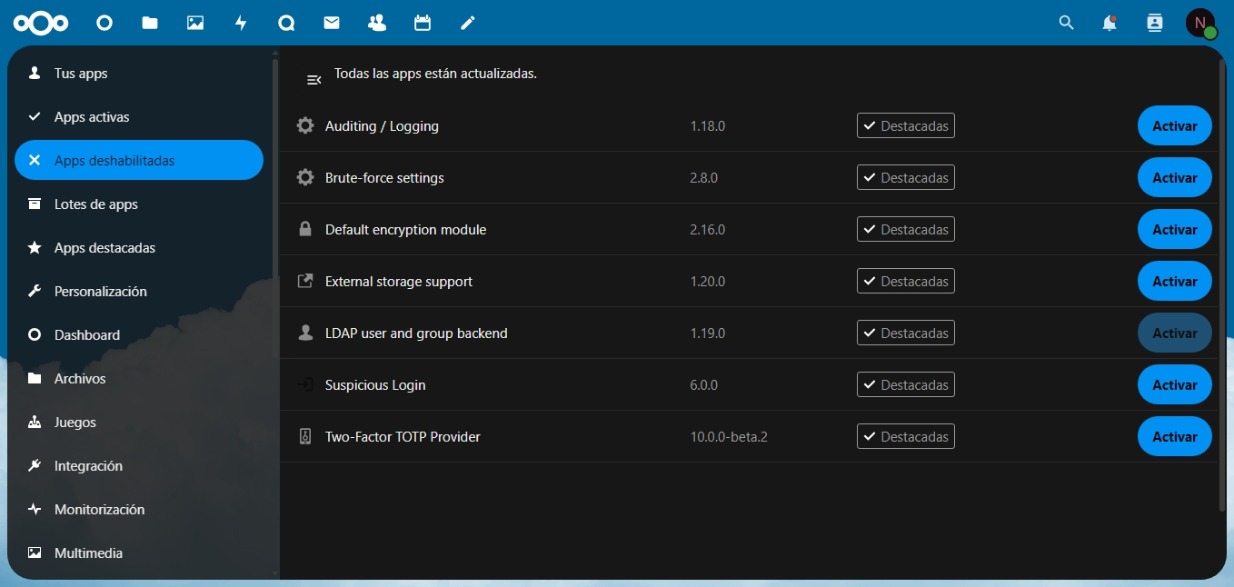 N
Tus apps
Apps activas
Apps deshabilitadas
Lotes de apps
Apps destacadas
Personalización
Dashboard
Archivos
Juegos
Integración
Monitorización
Multimedia
Todas las apps están actualizadas.
Auditing / Logging 1.18.0 Destacadas Activar
Brute-force settings 2.8.0 Destacadas Activar
Default encryption module 2.16.0 Destacadas Activar
External storage support 1.20.0 Destacadas Activar
LDAP user and group backend 1.19.0 Destacadas Activar
Suspicious Login 6.0.0 Destacadas Activar
Two-Factor TOTP Provider 10.0.0-beta.2 Destacadas Activar